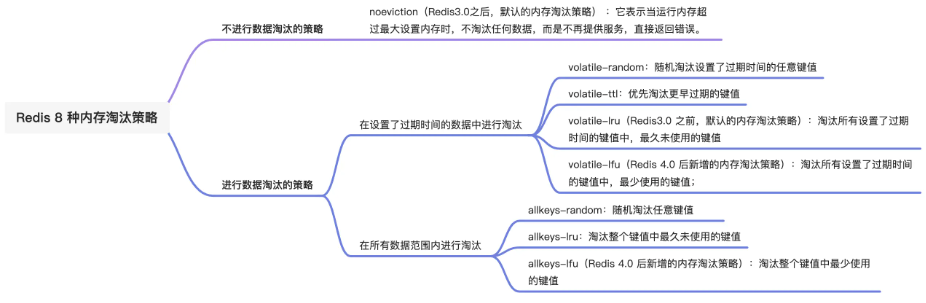 Redis 8 种内存淘汰策略
不进行数据淘汰的策略
noeviction（Redis3.0之后，默认的内存淘汰策略）：它表示当运行内存超
过最大设置内存时，不淘汰任何数据，而是不再提供服务，直接返回错误。
进行数据淘汰的策略
在设置了过期时间的数据中进行淘汰
volatile-random：随机淘汰设置了过期时间的任意键值
volatile-ttl：优先淘汰更早过期的键值
volatile-lru（Redis3.0 之前，默认的内存淘汰策略）：淘汰所有设置了过期
时间的键值中，最久未使用的键值
volatile-lfu（Redis 4.0 后新增的内存淘汰策略）：淘汰所有设置了过期时间
的键值中，最少使用的键值；
在所有数据范围内进行淘汰
allkeys-random：随机淘汰任意键值
allkeys-lru：淘汰整个键值中最久未使用的键值
allkeys-lfu（Redis 4.0 后新增的内存淘汰策略）：淘汰整个键值中最少使用
的键值